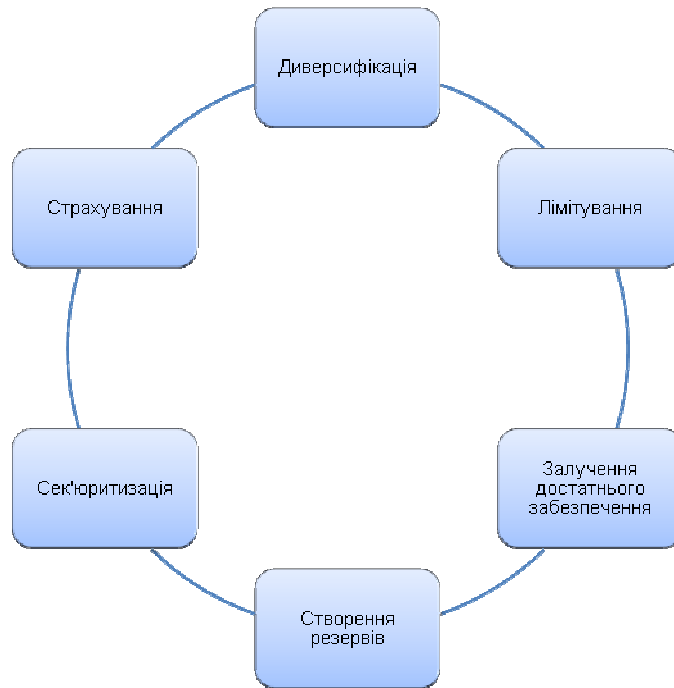 Диверсифікація
Страхування
Лімітування
Сек'юритизація
Залучення
достатнього
забезпечення
Створення
резервів